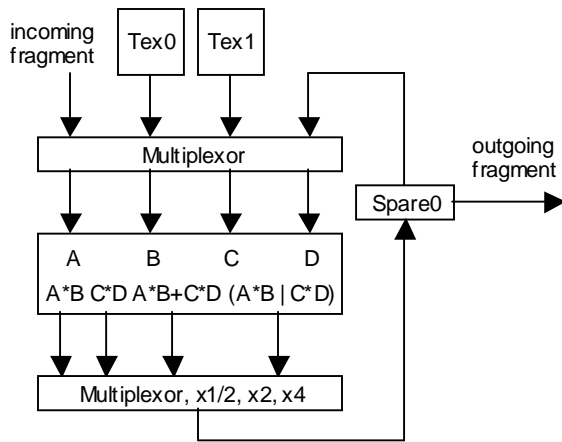 incoming
fragment
Tex0
Tex1
Multiplexor
outgoing
fragment
Spare0
A B C D
A*B C*D A*B+C*D (A*B | C*D)
Multiplexor, x1/2, x2, x4